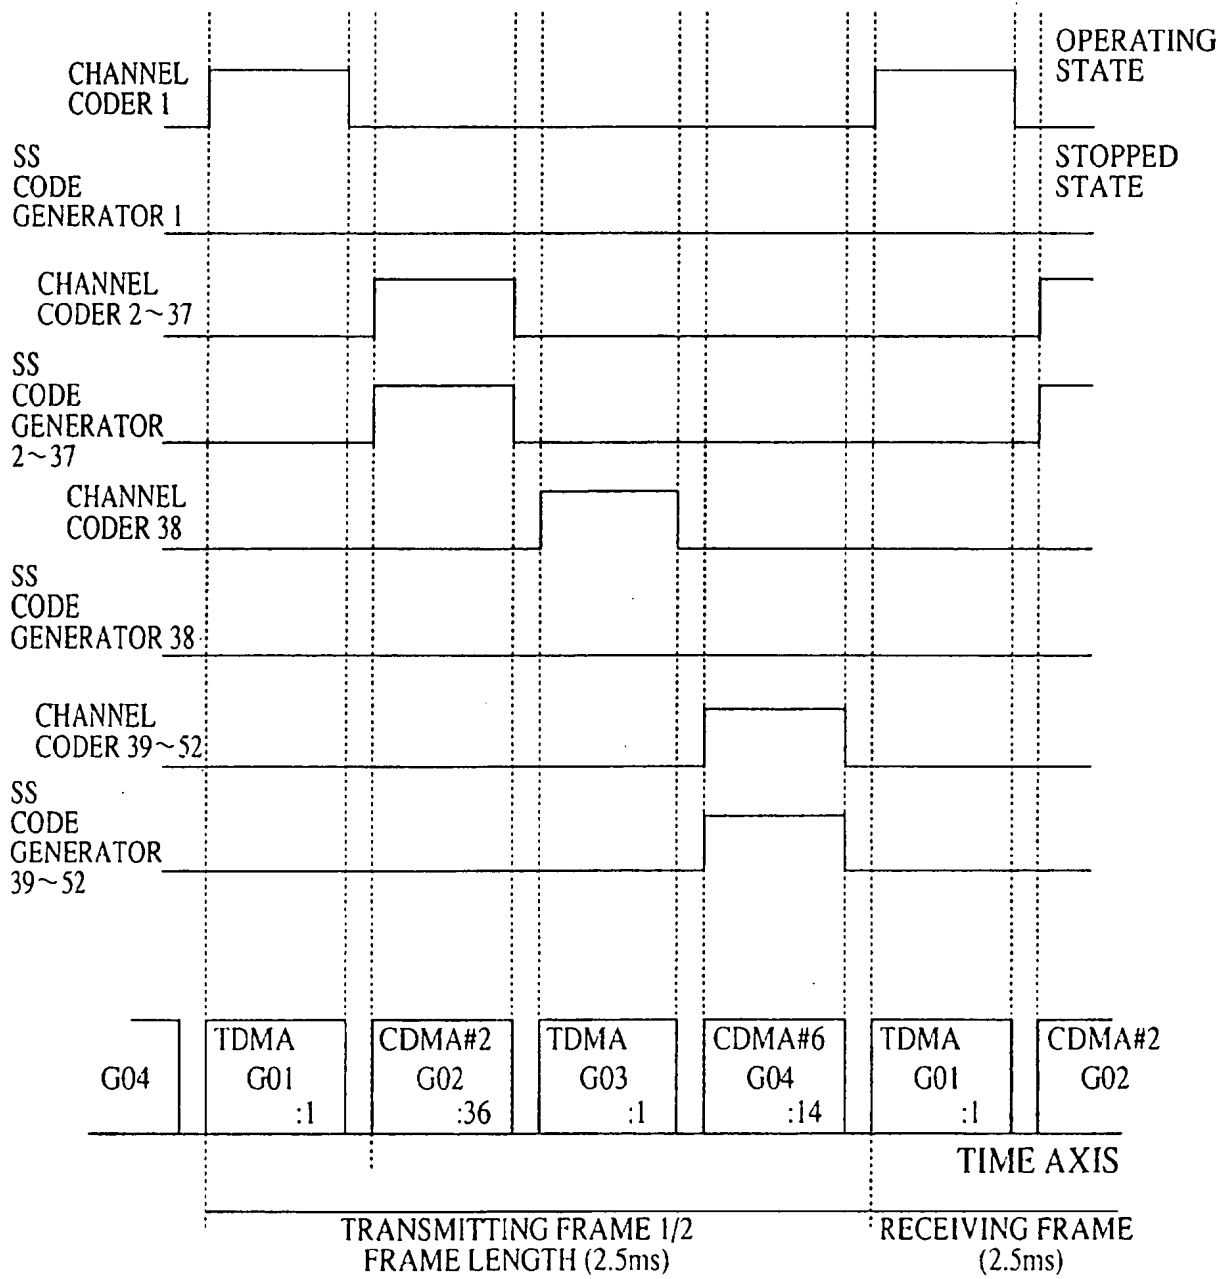 OPERATING
STATE
CHANNEL
CODER 1
SS
CODE
GENERATOR 1
STOPPED
STATE
CHANNEL
CODER 2~37
SS
CODE
GENERATOR
2~37
CHANNEL
CODER 38
SS
CODE
GENERATOR 38
CHANNEL
CODER 39~52
SS
CODE
GENERATOR
39~52
G04
TDMA
G01
:1
CDMA#2
G02
:36
TDMA
G03
:1
CDMA#6
G04
:14
TDMA
G01
:1
CDMA#2
G02
TIME AXIS
TRANSMITTING FRAME 1/2
FRAME LENGTH (2.5ms)
RECEIVING FRAME
(2.5ms)